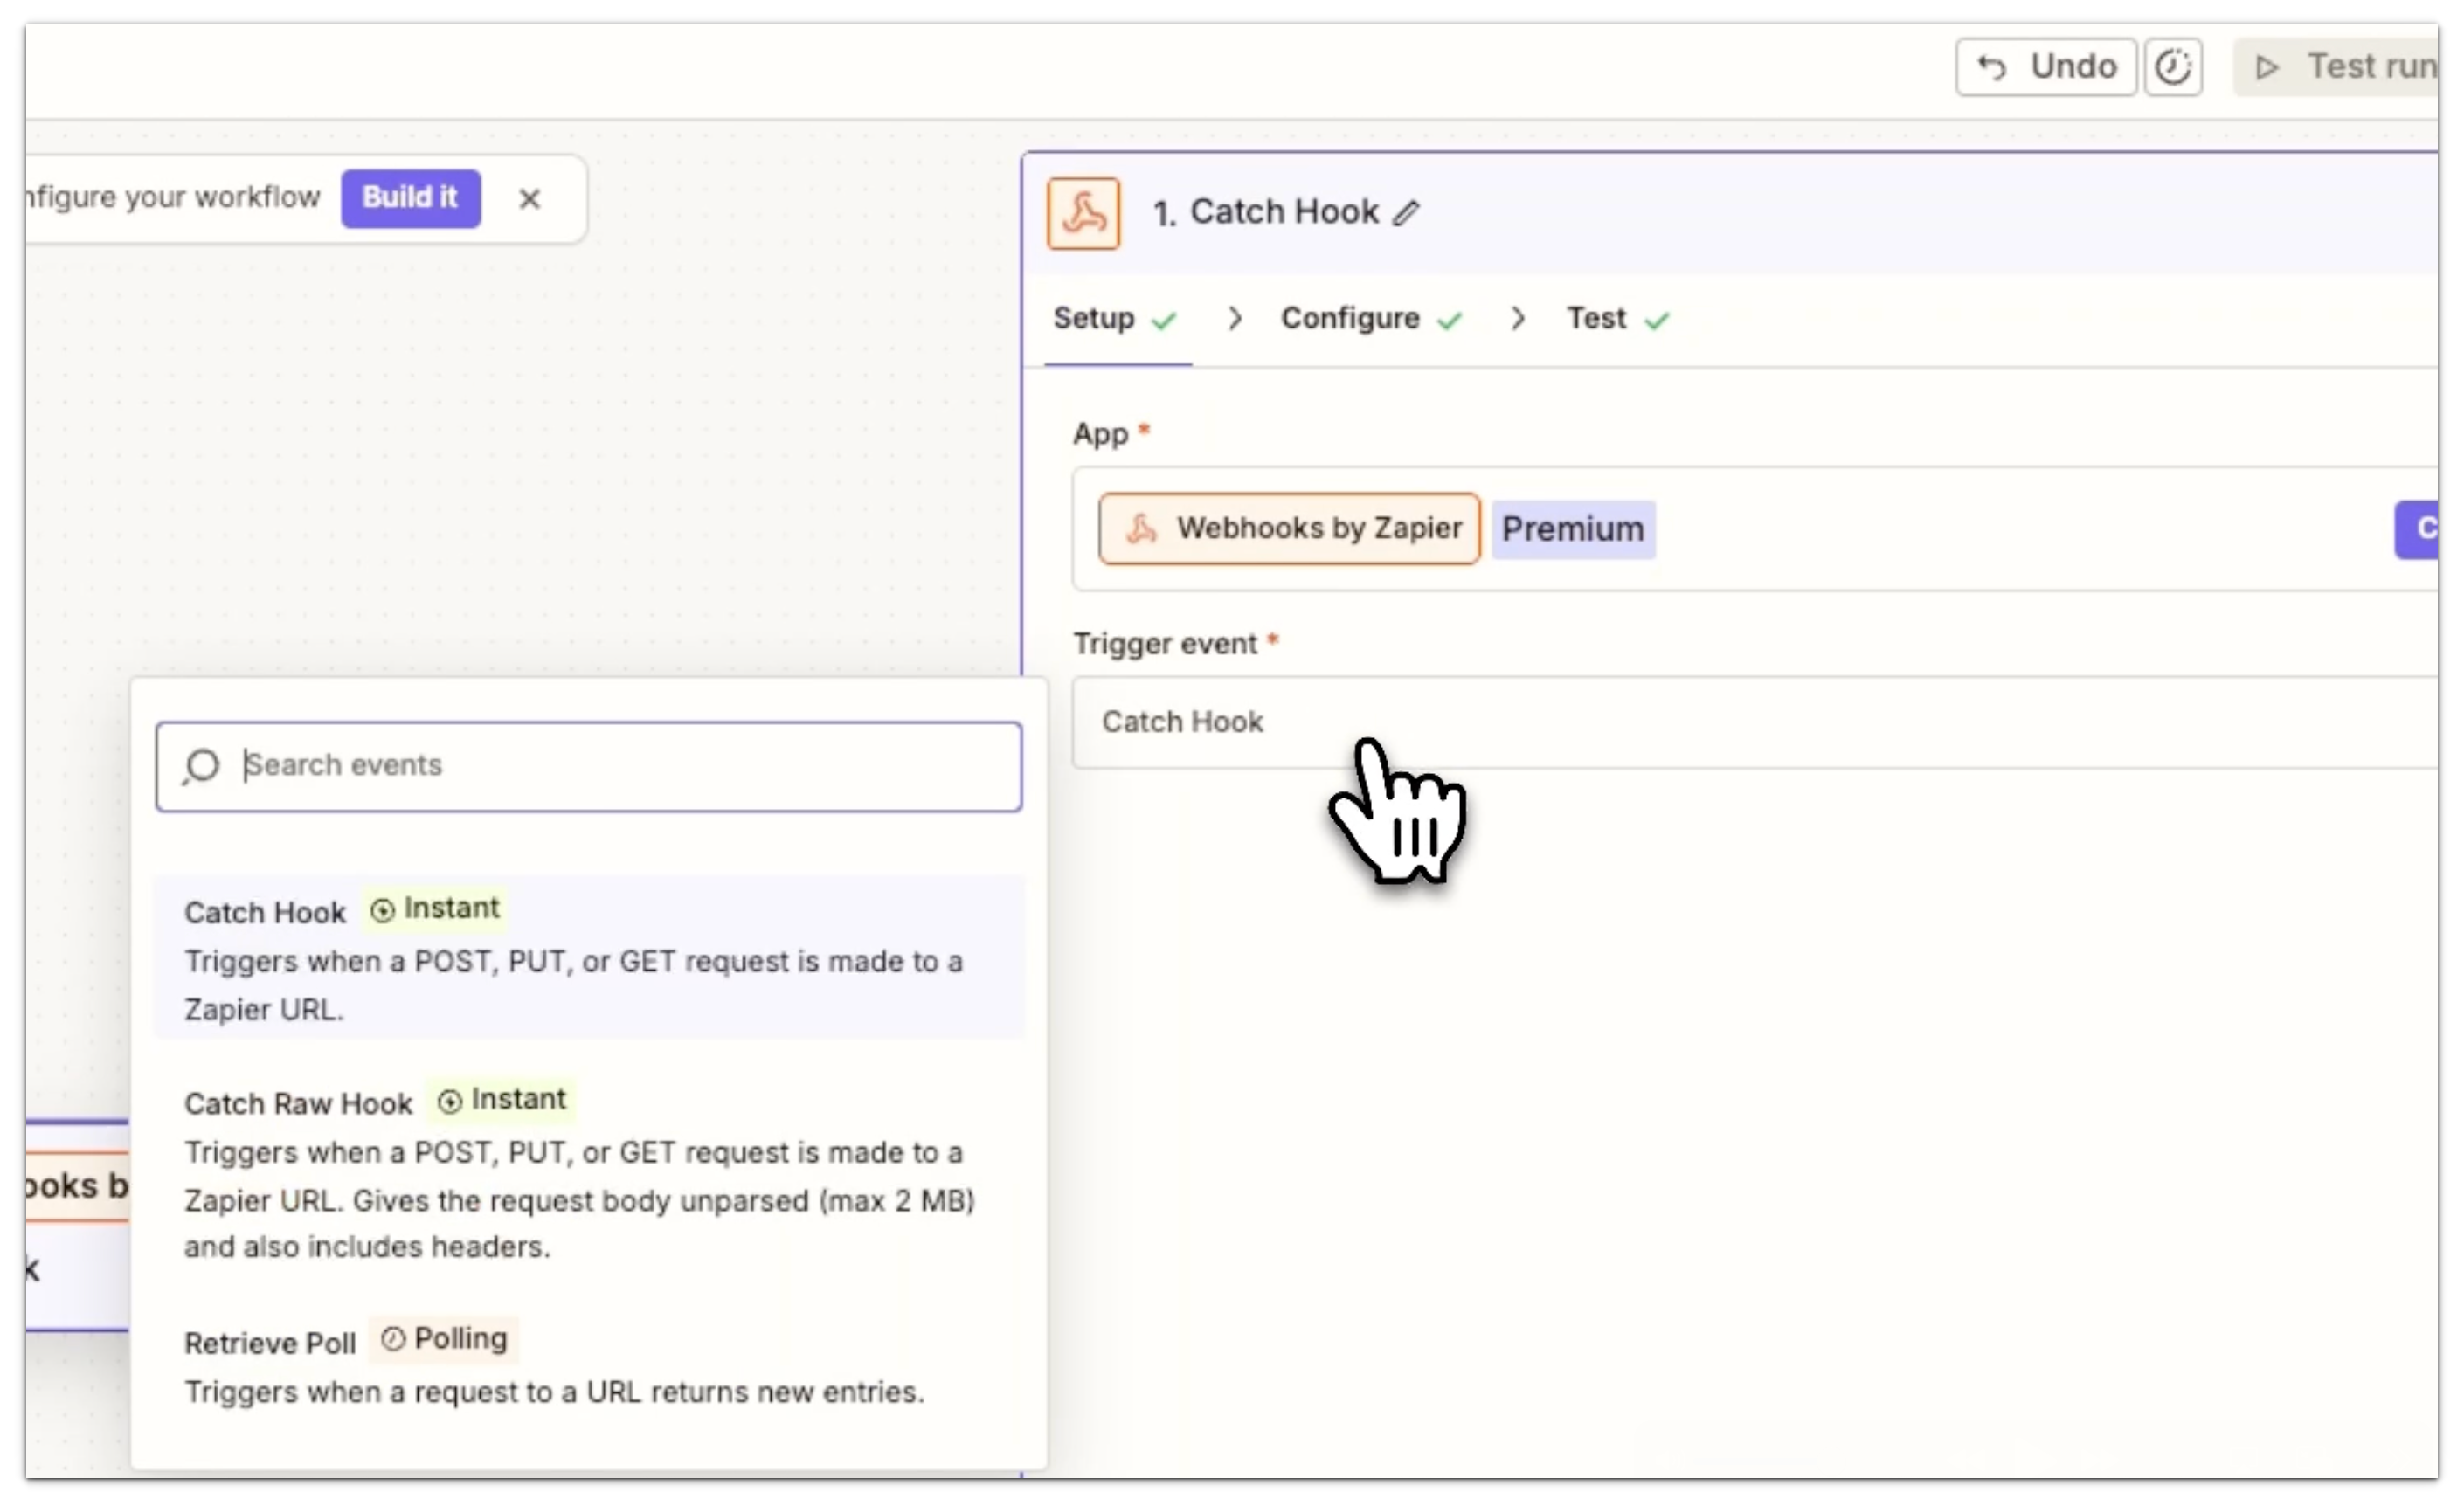 Undo
Test run
nfigure your workflow
Build it
1. Catch Hook
Setup
Configure
Test
App *
Webhooks by Zapier
Premium
C
Trigger event *
Catch Hook
Search events
Catch Hook
Instant
Triggers when a POST, PUT, or GET request is made to a
Zapier URL.
Catch Raw Hook
Instant
Triggers when a POST, PUT, or GET request is made to a
Zapier URL. Gives the request body unparsed (max 2 MB)
and also includes headers.
ooks b
k
Retrieve Poll
Polling
Triggers when a request to a URL returns new entries.